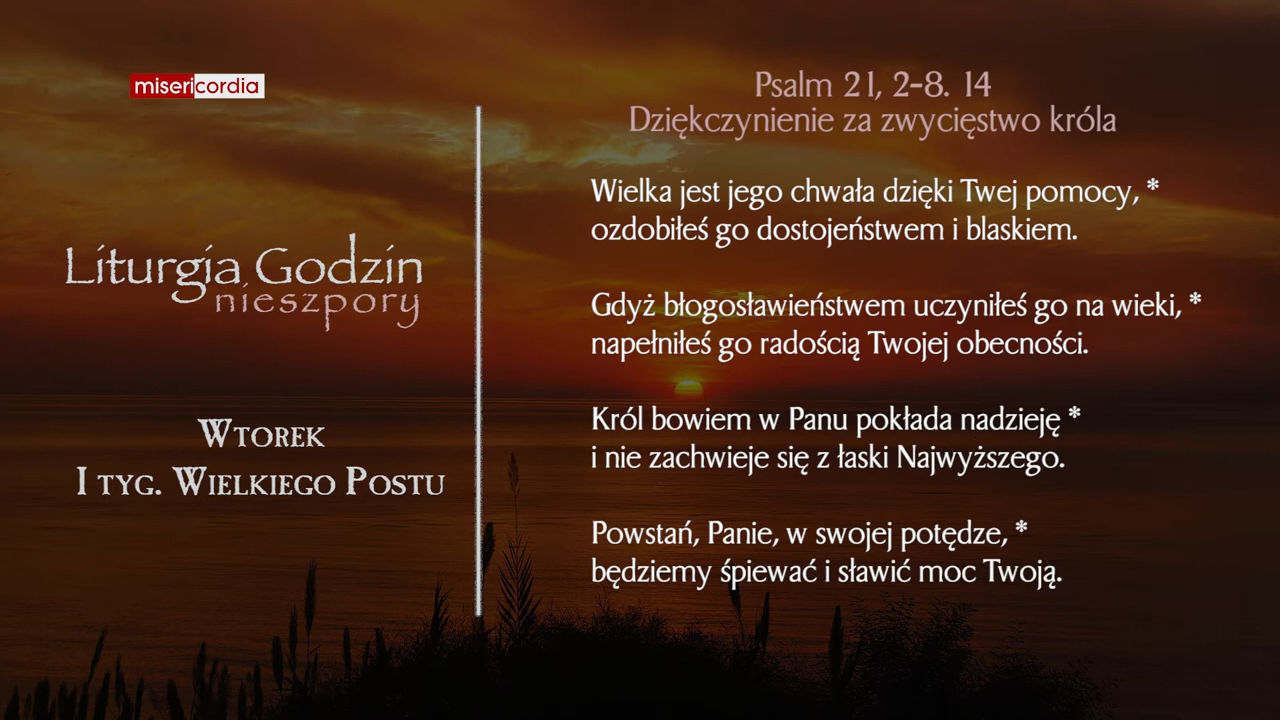 misericordia
Liturgia Godzin
nieszpory
Wtorek
I tyg. Wielkiego Postu
Psalm 21, 2-8. 14
Dziękczynienie za zwycięstwo króla
Wielka jest jego chwała dzięki Twej pomocy, *
ozdobiłeś go dostojeństwem i blaskiem.
Gdyż błogosławieństwem uczyniłeś go na wieki, *
napełniłeś go radością Twojej obecności.
Król bowiem w Panu pokłada nadzieję *
i nie zachwieje się z łaski Najwyższego.
Powstań, Panie, w swojej potędze, *
będziemy śpiewać i sławić moc Twoją.